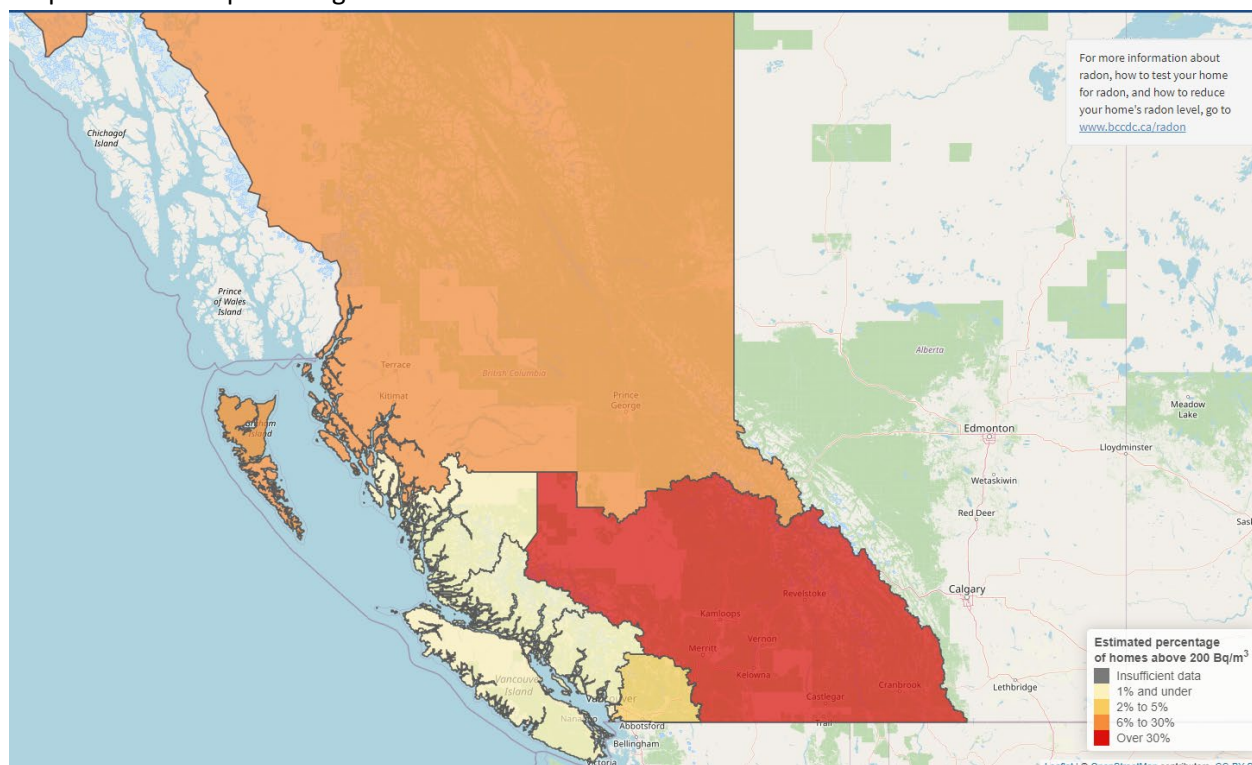 For more information about
radon, how to test your home
for radon, and how to reduce
your home's radon level, go to
www.bccdc.ca/radon
Chichagof
Island
Prince
of Wales
Island
Terrace
British Columbia
Kitimat
Prince
George
Alberta
Meadow
Lake
Edmonton
Lloydminster
Wetaskiwin
Red Deer
Calgary
Revelstoke
Kamloops
Vernon
Merritt
Kelowna
Cranbrook
Castlegar
Trail
Lethbridge
Vancouver
Island
Abbotsford
Bellingham
Estimated percentage
of homes above 200 Bq/m³
Insufficient data
1% and under
2% to 5%
6% to 30%
Over 30%